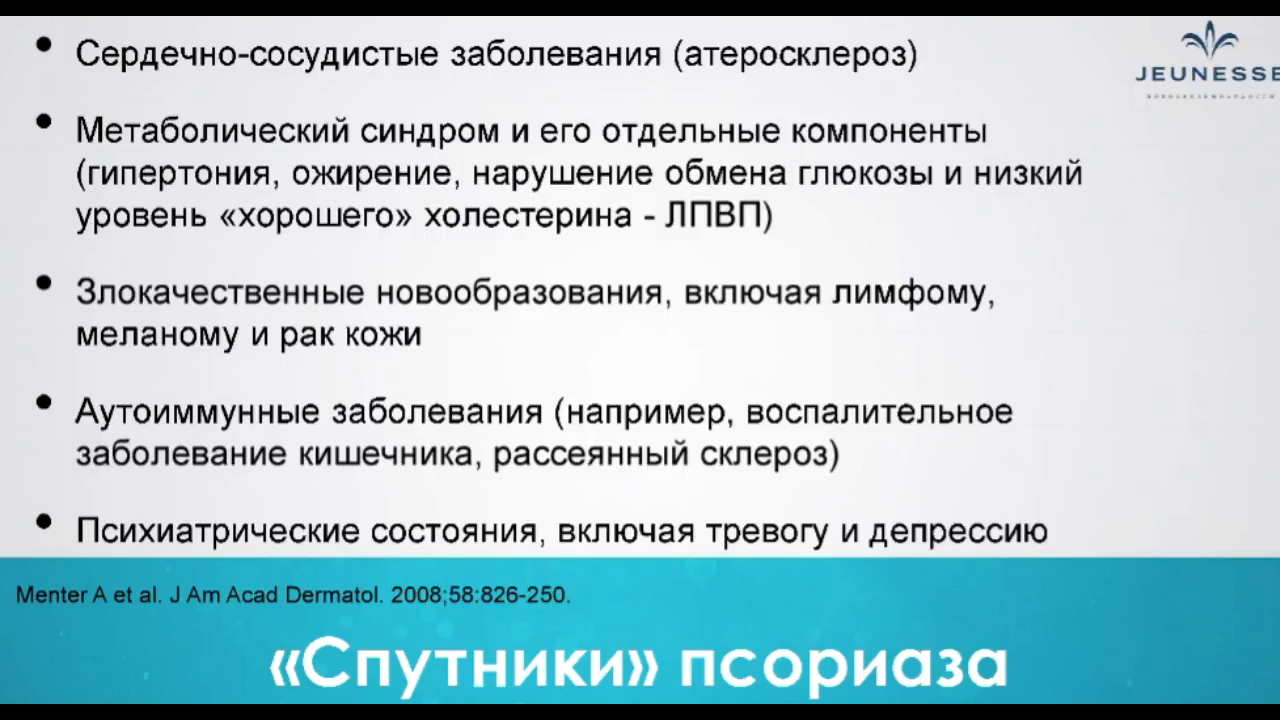 • Сердечно-сосудистые заболевания (атеросклероз)
JEUNESSE
• Метаболический синдром и его отдельные компоненты
(гипертония, ожирение, нарушение обмена глюкозы и низкий
уровень «хорошего» холестерина - ЛПВП)
• Злокачественные новообразования, включая лимфому,
меланому и рак кожи
• Аутоиммунные заболевания (например, воспалительное
заболевание кишечника, рассеянный склероз)
• Психиатрические состояния, включая тревогу и депрессию
Menter A et al. J Am Acad Dermatol. 2008;58:826-250.
«Спутники» псориаза